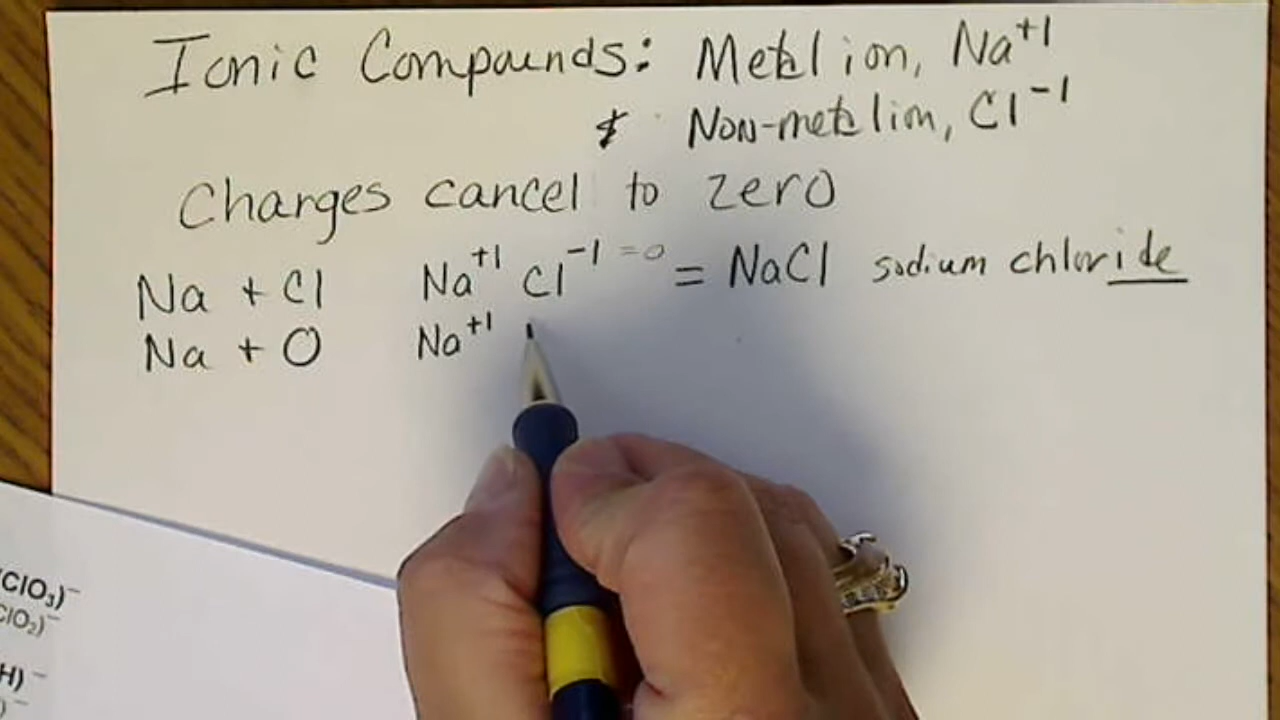 Ionic Compounds: Metal ion, Na⁺¹
& Non-metal ion, Cl⁻¹
Charges cancel to zero
Na + Cl Na⁺¹ Cl⁻¹ = 0 = NaCl sodium chloride
Na + O Na⁺¹
ClO₃)⁻
ClO₂)⁻
H)⁻
)⁻